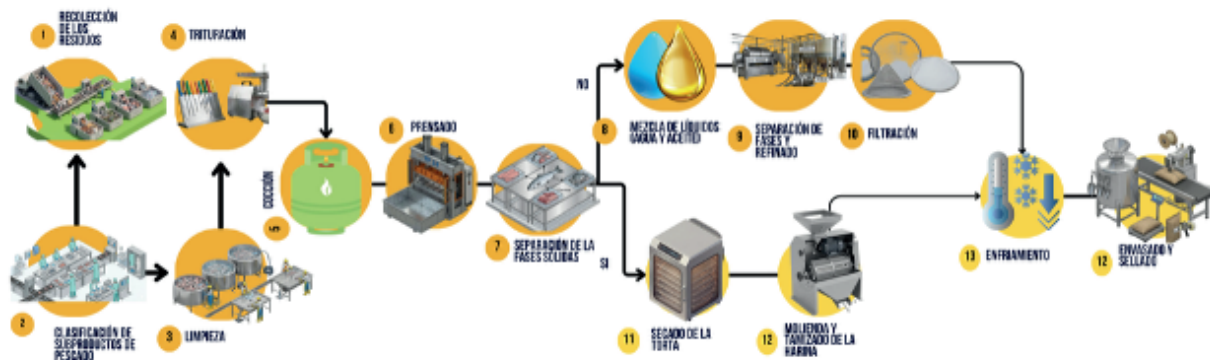 1
RECOLECCIÓN
DE LOS
RESIDUOS
2
CLASIFICACIÓN DE
SUBPRODUCTOS DE
PESCADO
3
LIMPIEZA
4
TRITURACIÓN
5
COCCIÓN
6
PRENSADO
7
SEPARACIÓN DE LA
FASES SOLIDAS
NO
8
MEZCLA DE LÍQUIDOS
(AGUA Y ACEITE)
9
SEPARACIÓN DE
FASES Y
REFINADO
10
FILTRACIÓN
SI
11
SECADO DE LA
TORTA
12
MOLIENDA Y
TAMIZADO DE LA
HARINA
13
ENFRIAMIENTO
12
ENVASADO Y
SELLADO